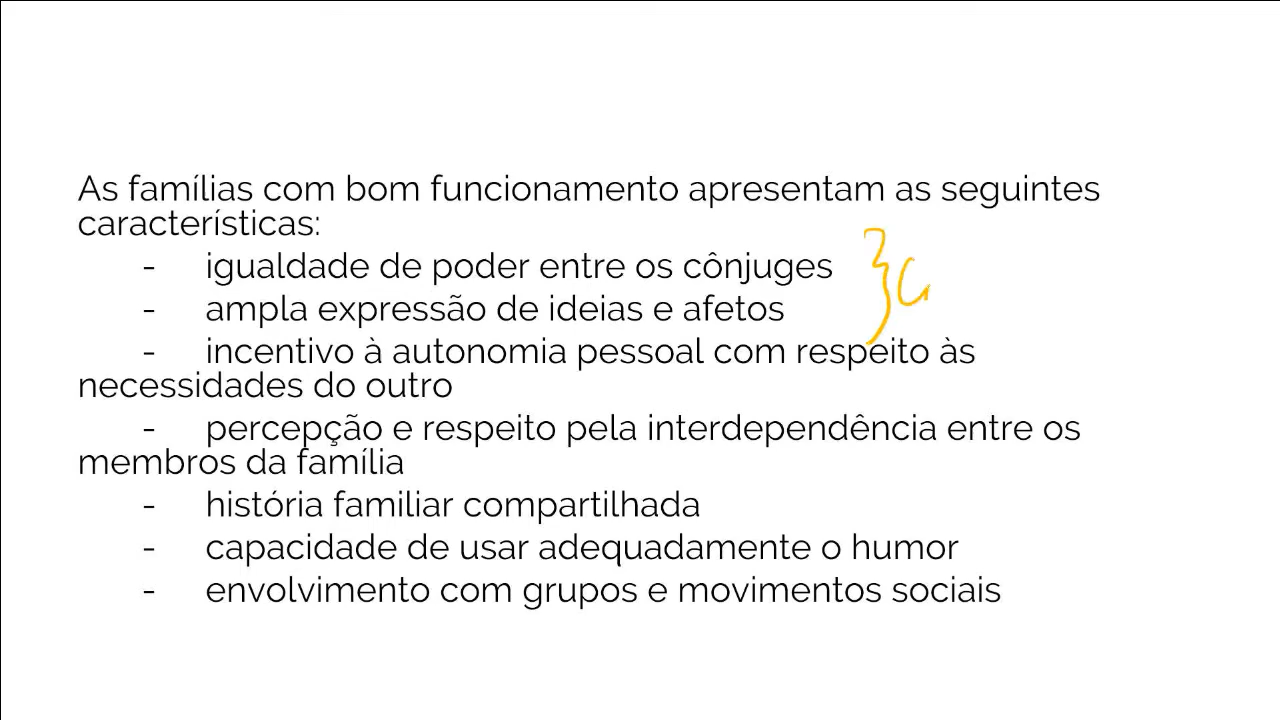 As famílias com bom funcionamento apresentam as seguintes
características:
- igualdade de poder entre os cônjuges
- ampla expressão de ideias e afetos
- incentivo à autonomia pessoal com respeito às
necessidades do outro
- percepção e respeito pela interdependência entre os
membros da família
- história familiar compartilhada
- capacidade de usar adequadamente o humor
- envolvimento com grupos e movimentos sociais